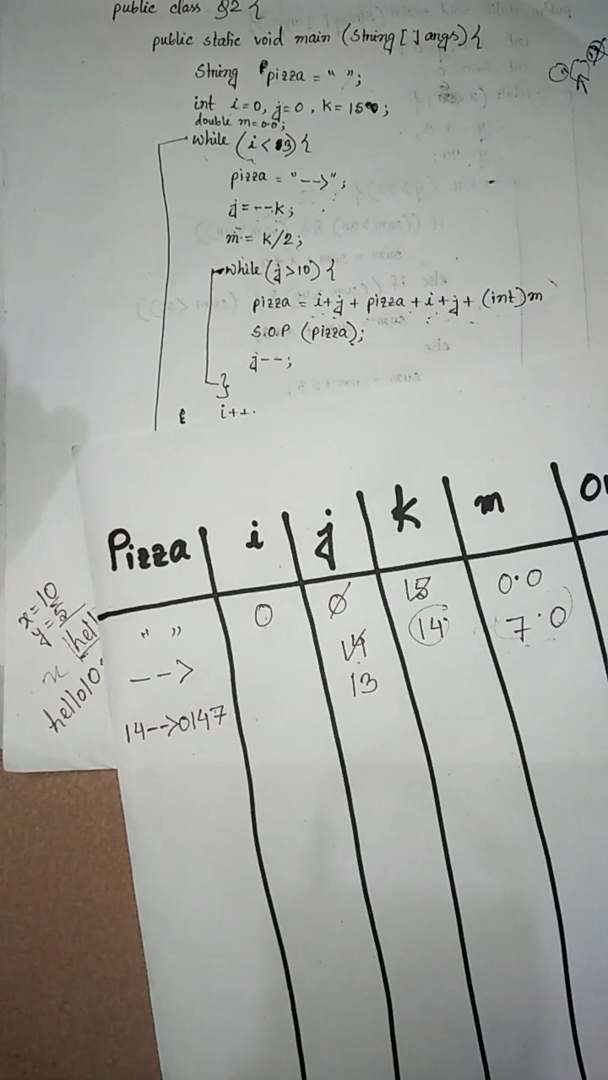 public class Q2 {
public static void main (String [ ] args) {
String pizza = " ";
int i=0, j=0, k=15;
double m=0.0;
while (i<3) {
pizza = "-->";
j=--k;
m = k/2;
while (j>10) {
pizza = i+j + pizza + i + j + (int)m
S.O.P (pizza);
j--;
}
i++.
Pizza i j k m
" " 0 0 15 0.0
--> 14 14 7.0
14-->0147 13
x=10
y=5
x hell
hello10